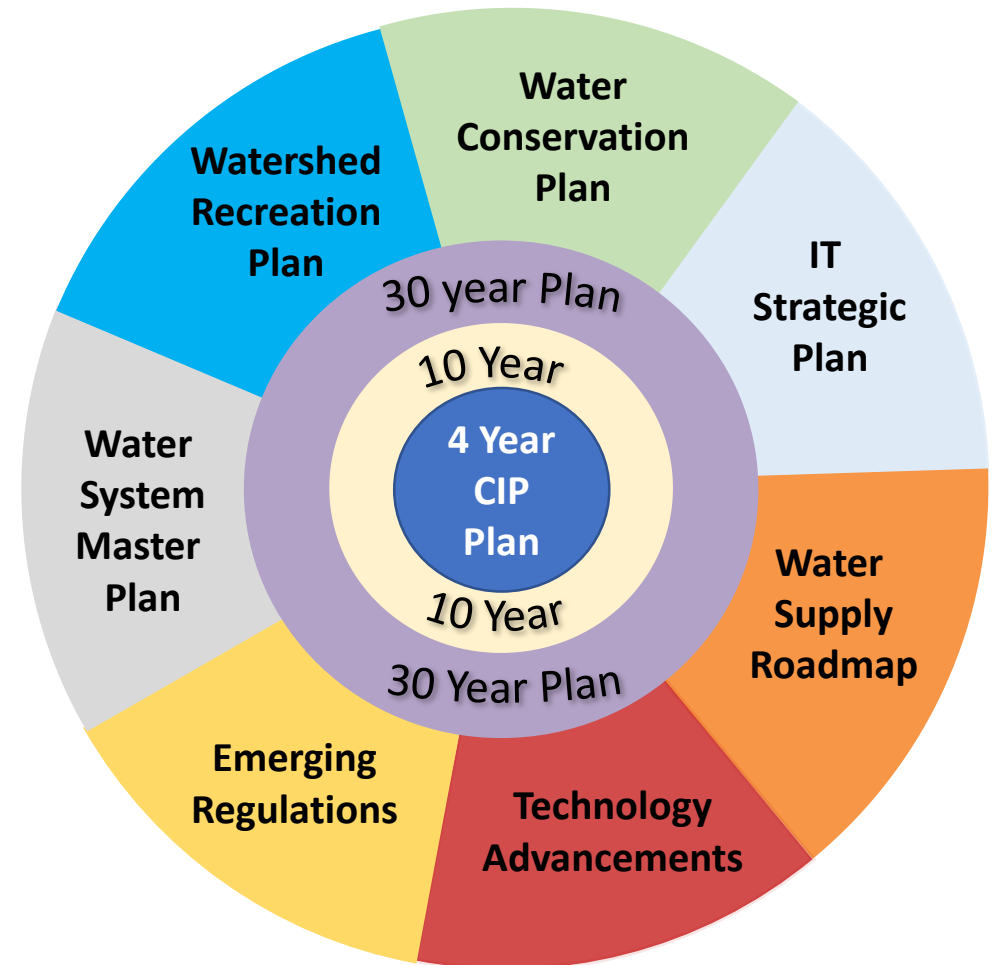 Water
Conservation
Plan
Watershed
Recreation
Plan
IT
Strategic
Plan
30 year Plan
10 Year
4 Year
CIP
Plan
10 Year
30 Year Plan
Water
System
Master
Plan
Water
Supply
Roadmap
Emerging
Regulations
Technology
Advancements